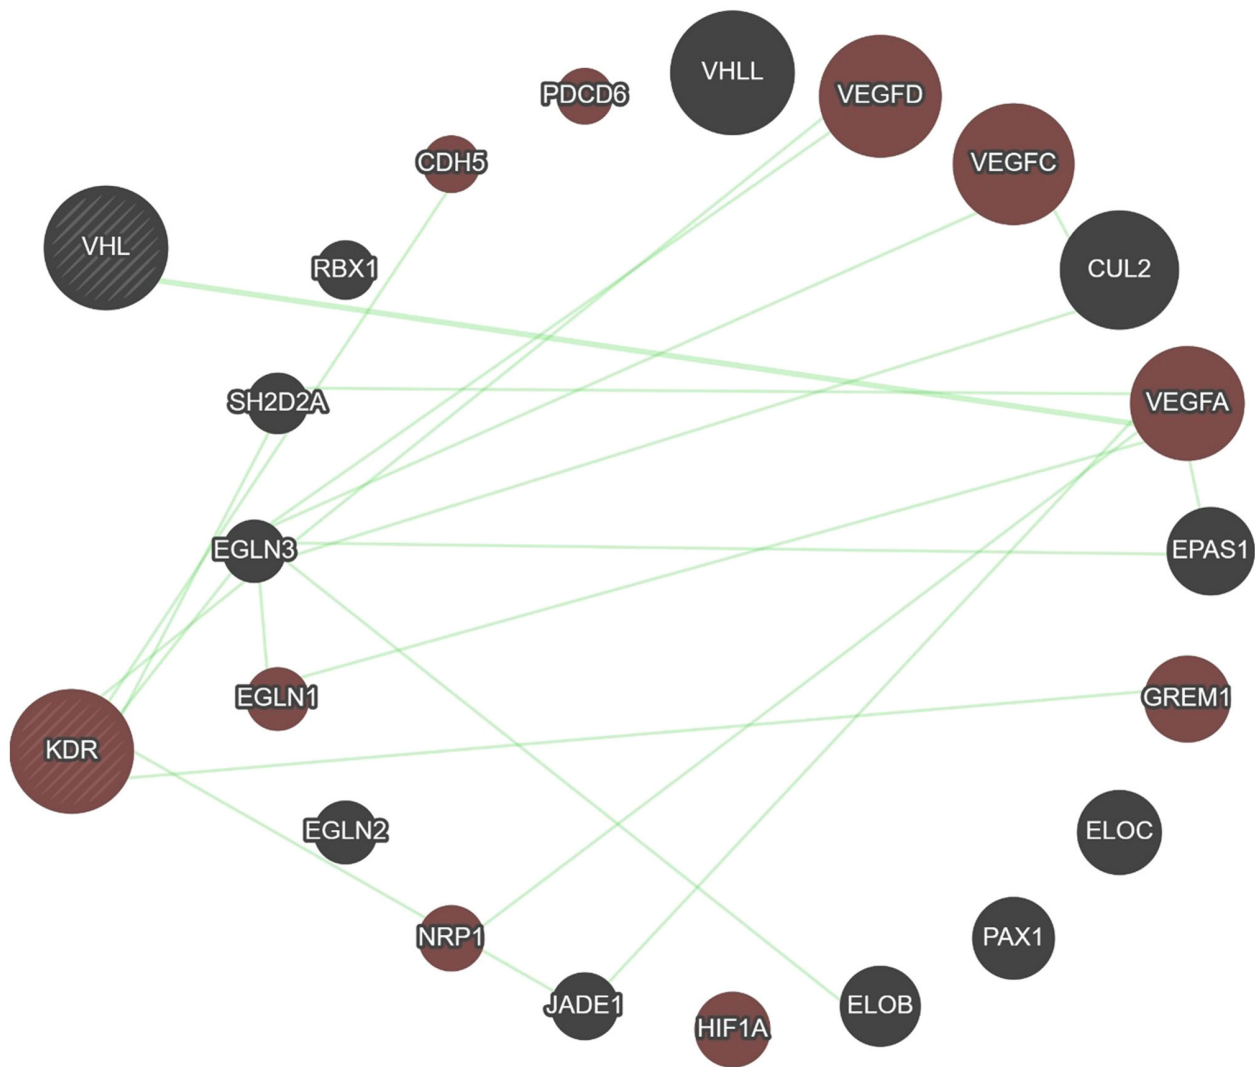 VHLL
VEGFD
PDCD6
VEGFC
CDH5
VHL
RBX1
CUL2
SH2D2A
VEGFA
EGLN3
EPAS1
EGLN1
GREM1
KDR
EGLN2
ELOC
NRP1
PAX1
JADE1
ELOB
HIF1A